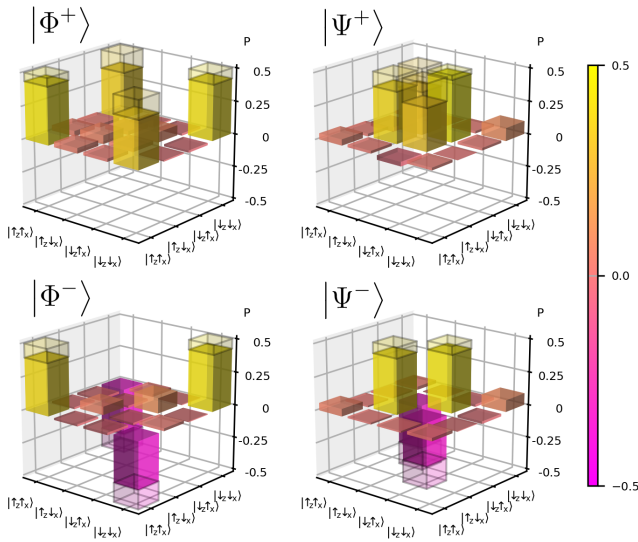 |Φ⁺⟩
P
0.5
0.25
0
-0.25
-0.5
|↑z↑x⟩
|↑z↓x⟩
|↓z↑x⟩
|↓z↓x⟩
|↑z↑x⟩
|↑z↓x⟩
|↓z↑x⟩
|↓z↓x⟩
|Ψ⁺⟩
P
0.5
0.25
0
-0.25
-0.5
|↑z↑x⟩
|↑z↓x⟩
|↓z↑x⟩
|↓z↓x⟩
|↑z↑x⟩
|↑z↓x⟩
|↓z↑x⟩
|↓z↓x⟩
|Φ⁻⟩
P
0.5
0.25
0
-0.25
-0.5
|↑z↑x⟩
|↑z↓x⟩
|↓z↑x⟩
|↓z↓x⟩
|↑z↑x⟩
|↑z↓x⟩
|↓z↑x⟩
|↓z↓x⟩
|Ψ⁻⟩
P
0.5
0.25
0
-0.25
-0.5
|↑z↑x⟩
|↑z↓x⟩
|↓z↑x⟩
|↓z↓x⟩
|↑z↑x⟩
|↑z↓x⟩
|↓z↑x⟩
|↓z↓x⟩
0.5
0.0
−0.5